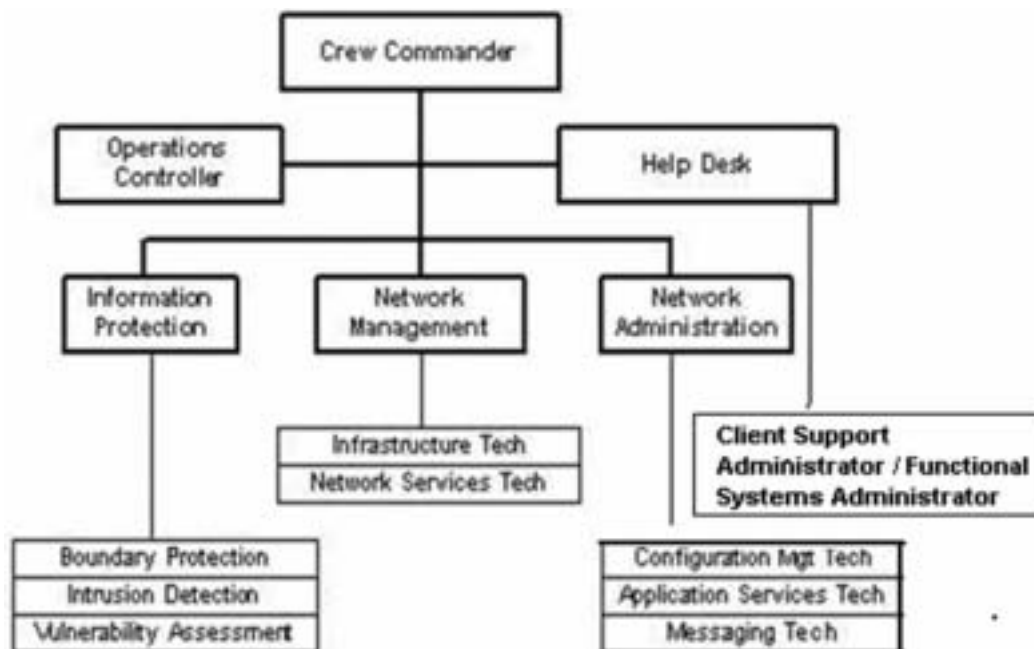 Crew Commander
Operations
Controller
Help Desk
Information
Protection
Network
Management
Network
Administration
Infrastructure Tech
Network Services Tech
Client Support
Administrator / Functional
Systems Administrator
Boundary Protection
Intrusion Detection
Vulnerability Assessment
Configuration Mgt Tech
Application Services Tech
Messaging Tech